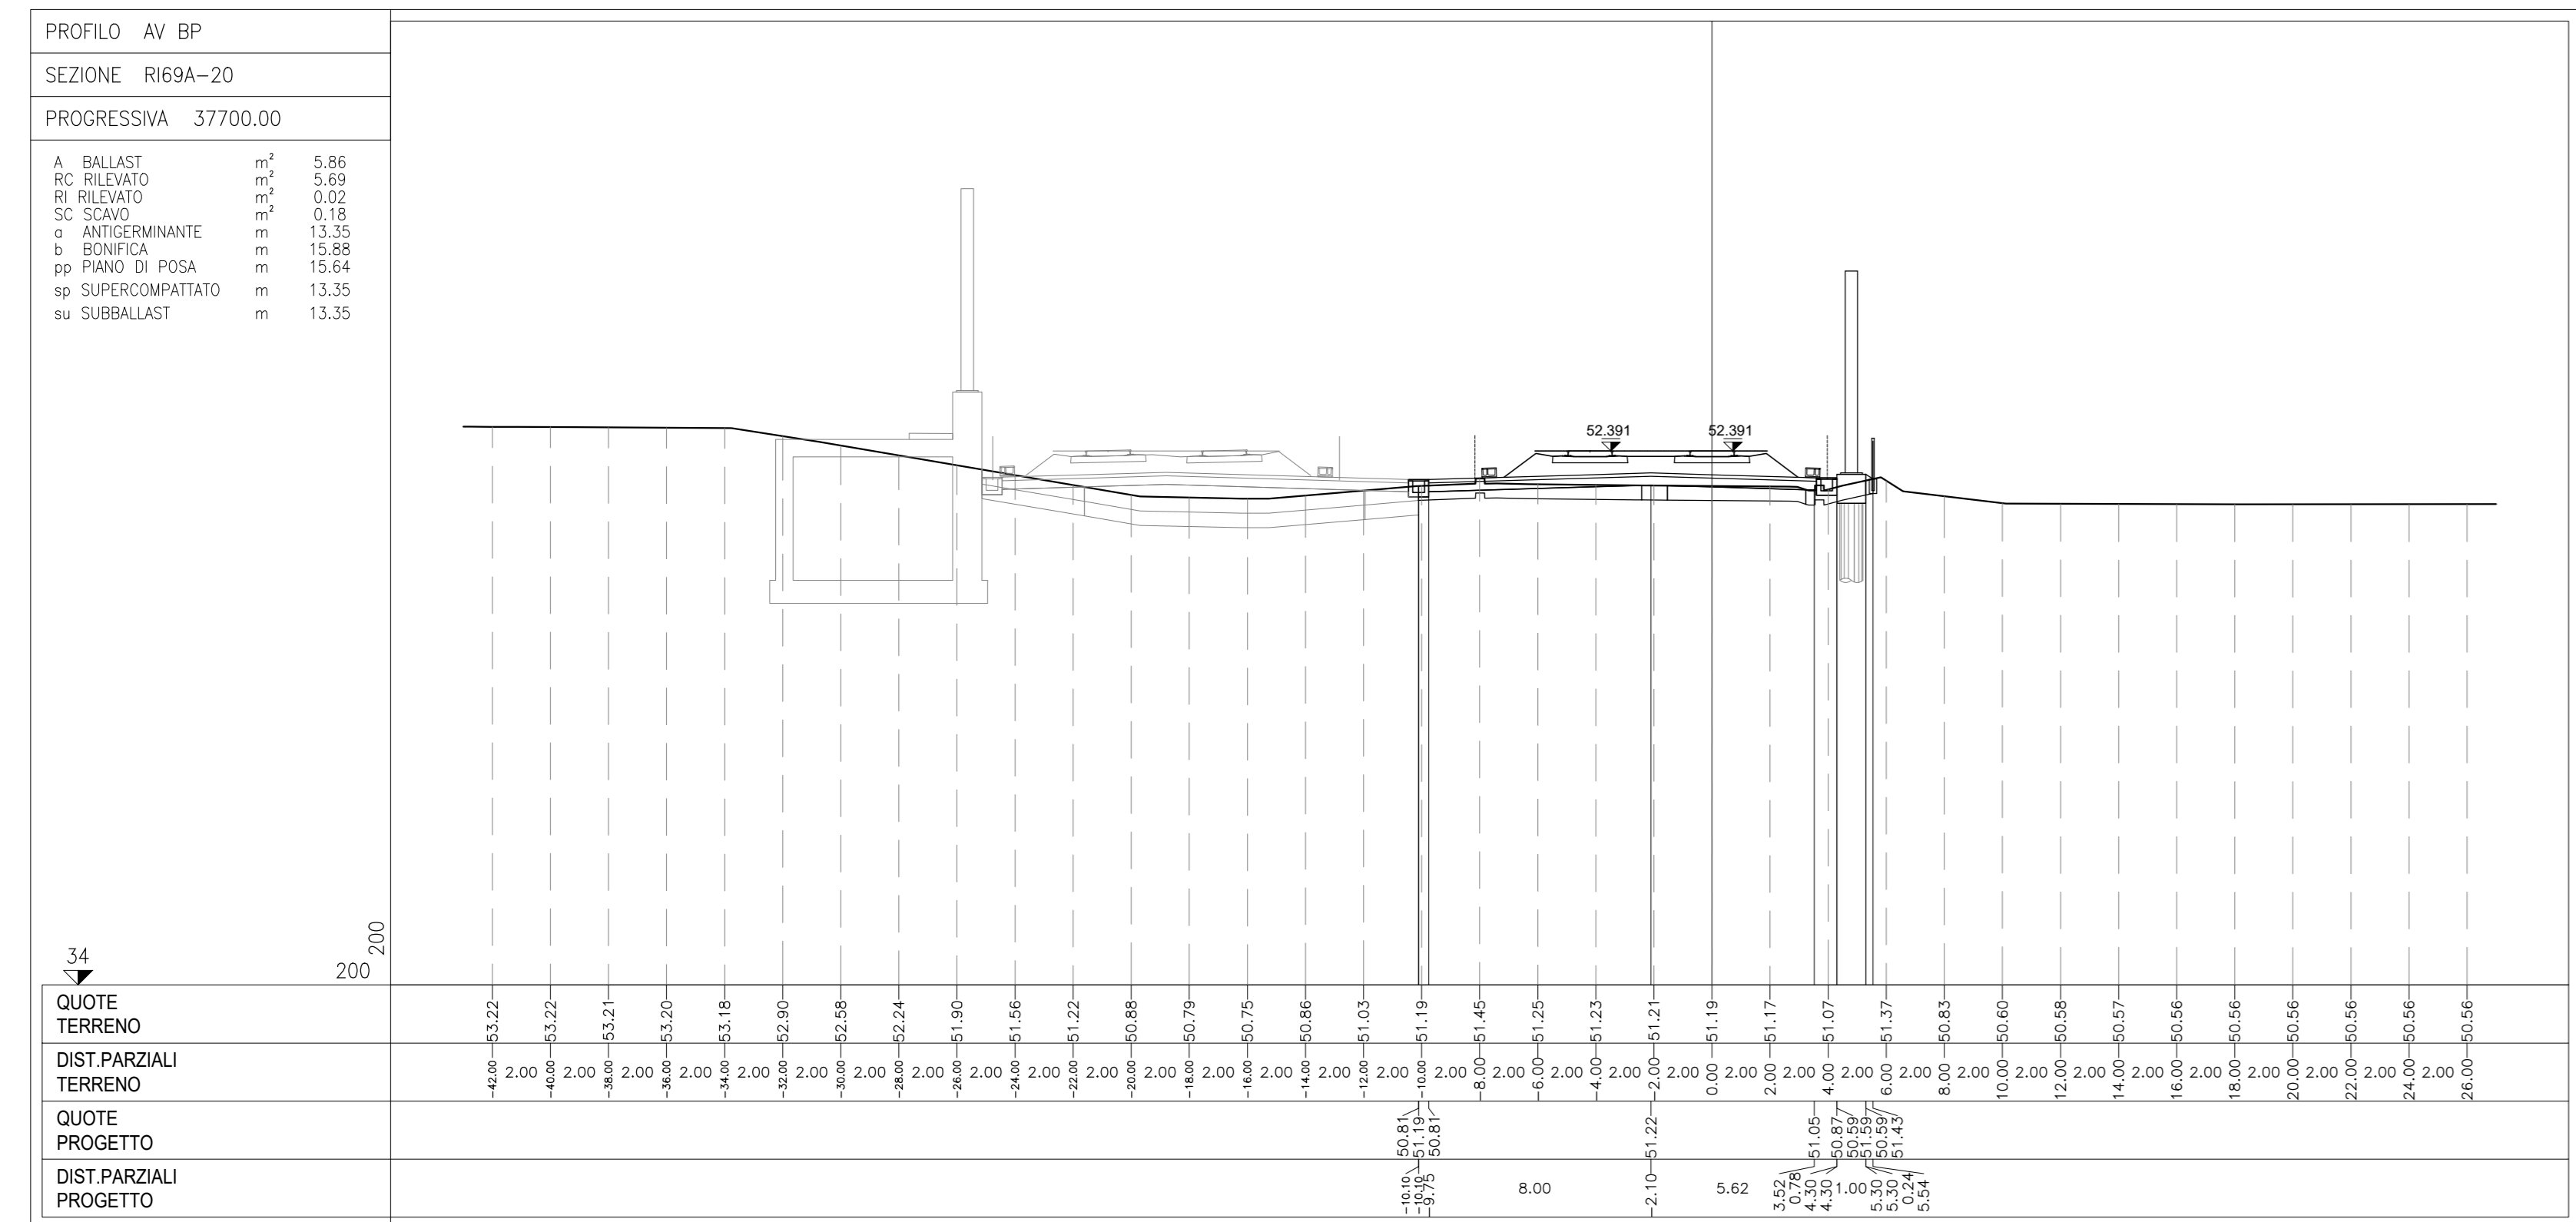 PROFILO AV BP
SEZIONE RI69A-20
PROGRESSIVA 37700.00
A BALLAST m² 5.86
RC RILEVATO m² 5.69
RI RILEVATO m² 0.02
SC SCAVO m² 0.18
a ANTIGERMINANTE m 13.35
b BONIFICA m 15.88
pp PIANO DI POSA m 15.64
sp SUPERCOMPATTATO m 13.35
su SUBBALLAST m 13.35
52.391 52.391
34
200
200
QUOTE
TERRENO
53.22 53.22 53.21 53.20 53.18 52.90 52.58 52.24 51.90 51.56 51.22 50.88 50.79 50.75 50.86 51.03 51.19 51.45 51.25 51.23 51.21 51.19 51.17 51.07 51.37 50.83 50.60 50.58 50.57 50.56 50.56 50.56 50.56 50.56 50.56
DIST.PARZIALI
TERRENO
-42.00 2.00 -40.00 2.00 -38.00 2.00 -36.00 2.00 -34.00 2.00 -32.00 2.00 -30.00 2.00 -28.00 2.00 -26.00 2.00 -24.00 2.00 -22.00 2.00 -20.00 2.00 -18.00 2.00 -16.00 2.00 -14.00 2.00 -12.00 2.00 -10.00 2.00 -8.00 2.00 -6.00 2.00 -4.00 2.00 -2.00 2.00 0.00 2.00 2.00 2.00 4.00 2.00 6.00 2.00 8.00 2.00 10.00 2.00 12.00 2.00 14.00 2.00 16.00 2.00 18.00 2.00 20.00 2.00 22.00 2.00 24.00 2.00 26.00
QUOTE
PROGETTO
50.81 51.19 50.81 51.22 51.05 50.87 50.59 51.59 50.59 51.43
DIST.PARZIALI
PROGETTO
-10.10 -10.10 -9.75 8.00 -2.10 5.62 3.52 0.78 4.30 4.30 1.00 5.30 5.30 0.24 5.54